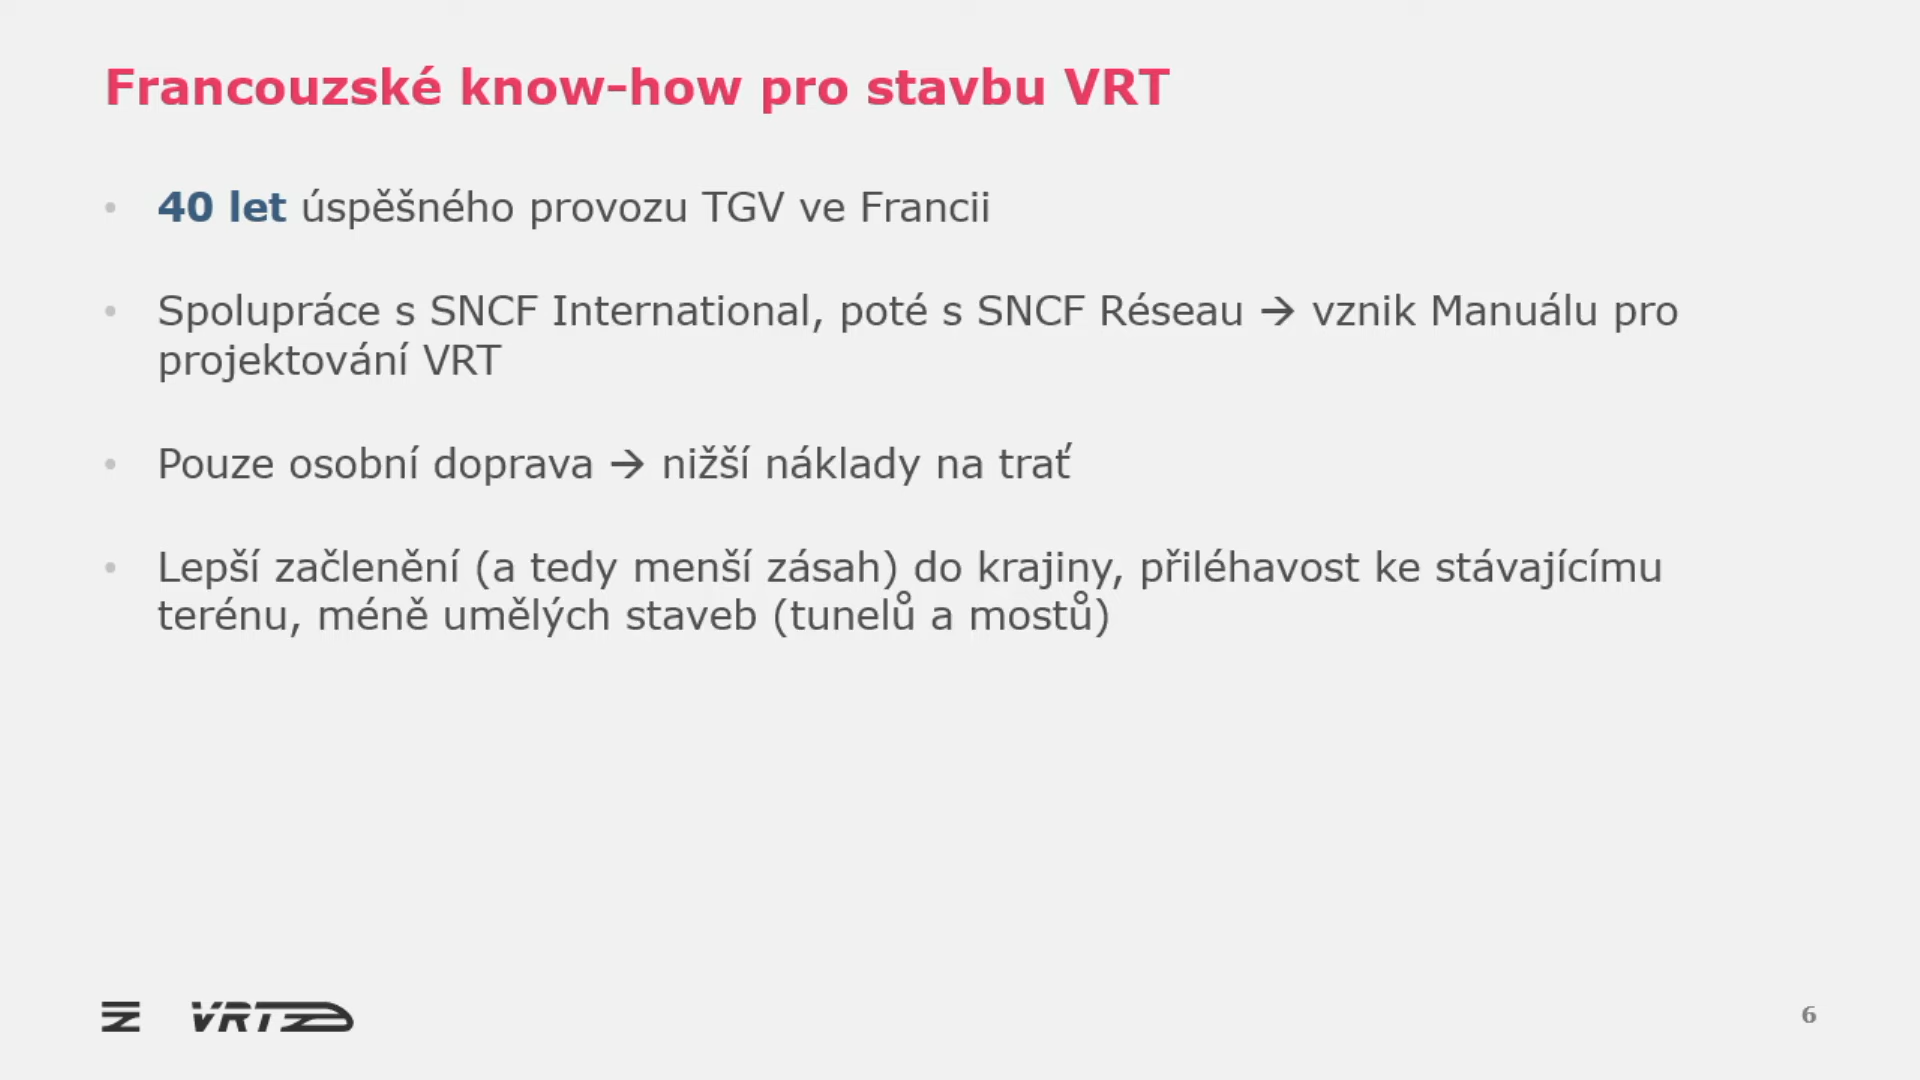 Francouzské know-how pro stavbu VRT
• 40 let úspěšného provozu TGV ve Francii
• Spolupráce s SNCF International, poté s SNCF Réseau → vznik Manuálu pro
projektování VRT
• Pouze osobní doprava → nižší náklady na trať
• Lepší začlenění (a tedy menší zásah) do krajiny, přiléhavost ke stávajícímu
terénu, méně umělých staveb (tunelů a mostů)
VRT
6